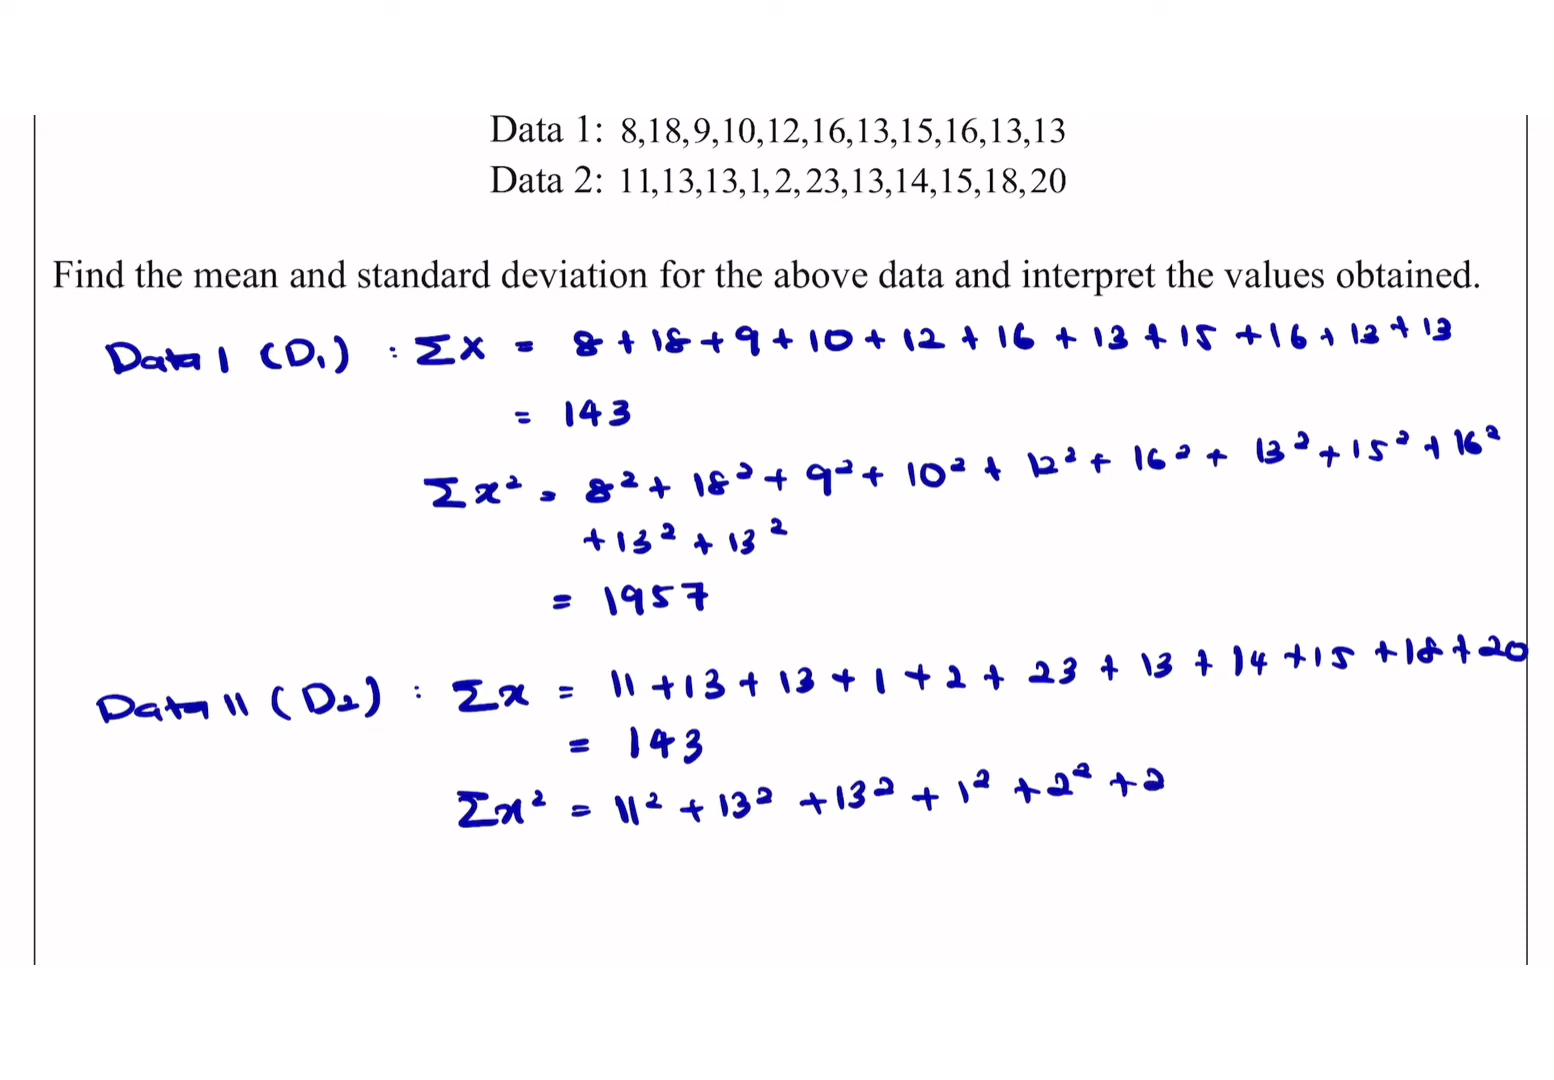 Data 1: 8,18,9,10,12,16,13,15,16,13,13
Data 2: 11,13,13,1,2,23,13,14,15,18,20
Find the mean and standard deviation for the above data and interpret the values obtained.
Data I (D₁) : Σx = 8 + 18 + 9 + 10 + 12 + 16 + 13 + 15 + 16 + 13 + 13
= 143
Σx² = 8² + 18² + 9² + 10² + 12² + 16² + 13² + 15² + 16²
+ 13² + 13²
= 1957
Data II (D₂) : Σx = 11 + 13 + 13 + 1 + 2 + 23 + 13 + 14 + 15 + 18 + 20
= 143
Σx² = 11² + 13² + 13² + 1² + 2² + 2